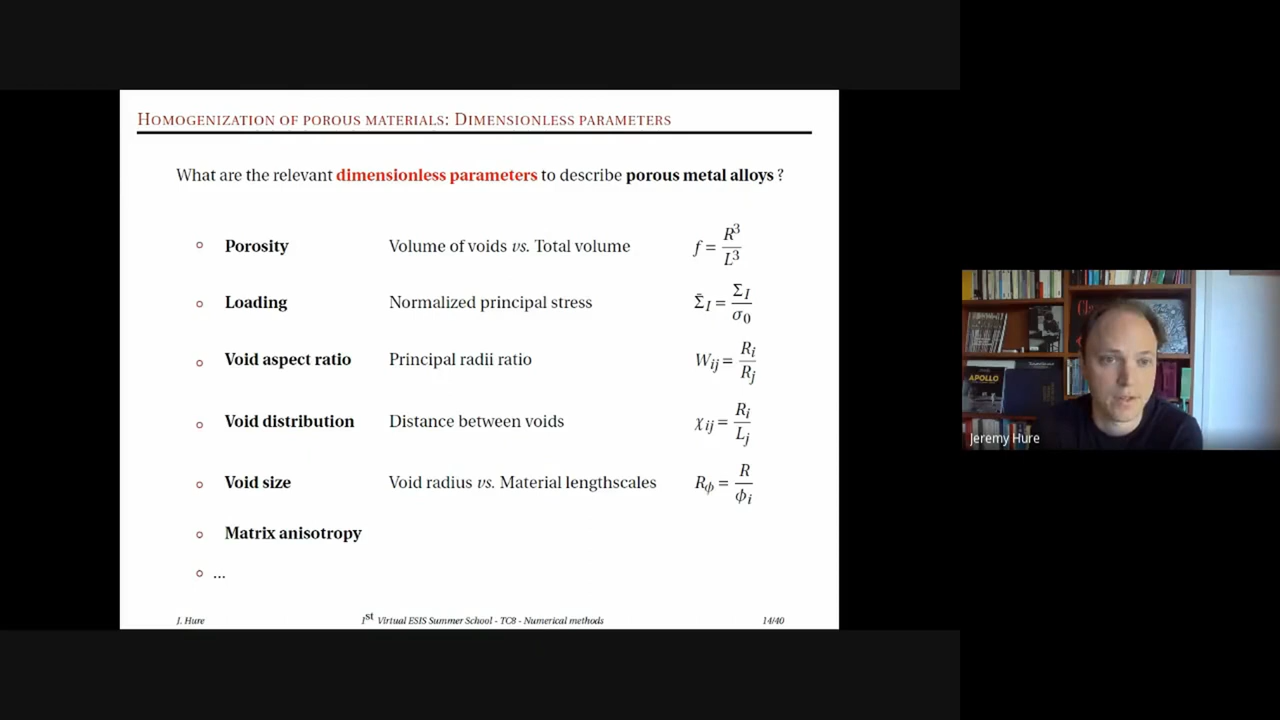 HOMOGENIZATION OF POROUS MATERIALS: DIMENSIONLESS PARAMETERS
What are the relevant dimensionless parameters to describe porous metal alloys ?
Porosity Volume of voids vs. Total volume f = R³/L³
Loading Normalized principal stress Σ̄_I = Σ_I/σ₀
Void aspect ratio Principal radii ratio W_ij = R_i/R_j
Void distribution Distance between voids χ_ij = R_i/L_j
Void size Void radius vs. Material lengthscales R_ϕ = R/ϕ_i
Matrix anisotropy
...
J. Hure 1st Virtual ESIS Summer School - TC8 - Numerical methods 14/40
APOLLO
Jeremy Hure